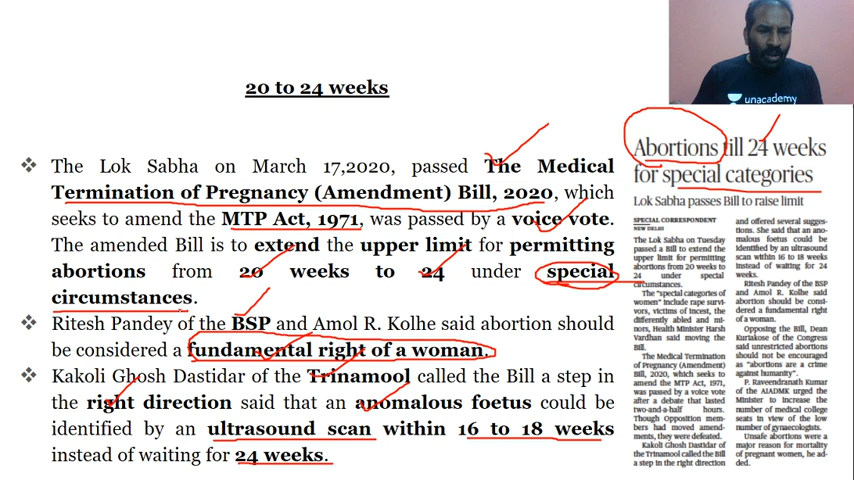 20 to 24 weeks
❖ The Lok Sabha on March 17,2020, passed The Medical
Termination of Pregnancy (Amendment) Bill, 2020, which
seeks to amend the MTP Act, 1971, was passed by a voice vote.
The amended Bill is to extend the upper limit for permitting
abortions from 20 weeks to 24 under special
circumstances.
❖ Ritesh Pandey of the BSP and Amol R. Kolhe said abortion should
be considered a fundamental right of a woman.
❖ Kakoli Ghosh Dastidar of the Trinamool called the Bill a step in
the right direction said that an anomalous foetus could be
identified by an ultrasound scan within 16 to 18 weeks
instead of waiting for 24 weeks.
unacademy
Abortions till 24 weeks
for special categories
Lok Sabha passes Bill to raise limit
SPECIAL CORRESPONDENT
NEW DELHI
The Lok Sabha on Tuesday
passed a Bill to extend the
upper limit for permitting
abortions from 20 weeks to
24 under special
circumstances.
The "special categories of
women" include rape survi-
vors, victims of incest, the
differently abled and mi-
nors, Health Minister Harsh
Vardhan said moving the
Bill.
The Medical Termination
of Pregnancy (Amendment)
Bill, 2020, which seeks to
amend the MTP Act, 1971,
was passed by a voice vote
after a debate that lasted
two-and-a-half hours.
Though Opposition mem-
bers had moved amend-
ments, they were defeated.
Kakoli Ghosh Dastidar of
the Trinamool called the Bill
a step in the right direction
and offered several sugges-
tions. She said that an ano-
malous foetus could be
identified by an ultrasound
scan within 16 to 18 weeks
instead of waiting for 24
weeks.
Ritesh Pandey of the BSP
and Amol R. Kolhe said
abortion should be consi-
dered a fundamental right
of a woman.
Opposing the Bill, Dean
Kuriakose of the Congress
said unrestricted abortions
should not be encouraged
as "abortions are a crime
against humanity".
P. Raveendranath Kumar
of the AIADMK urged the
Minister to increase the
number of medical college
seats in view of the low
number of gynaecologists.
Unsafe abortions were a
major reason for mortality
of pregnant women, he ad-
ded.